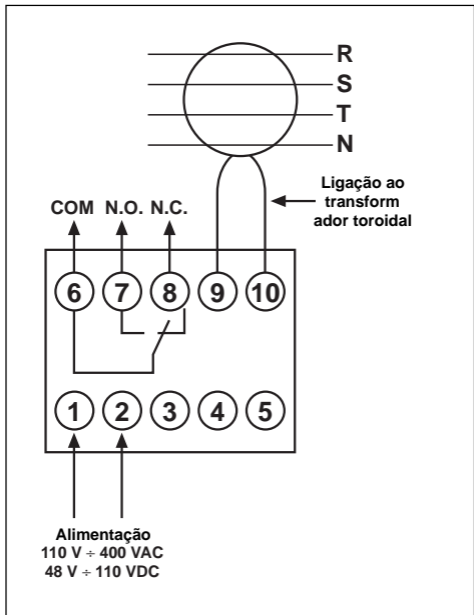 R
S
T
N
Ligação ao
transform
ador toroidal
COM N.O. N.C.
6 7 8 9 10
1 2 3 4 5
Alimentação
110 V ÷ 400 VAC
48 V ÷ 110 VDC